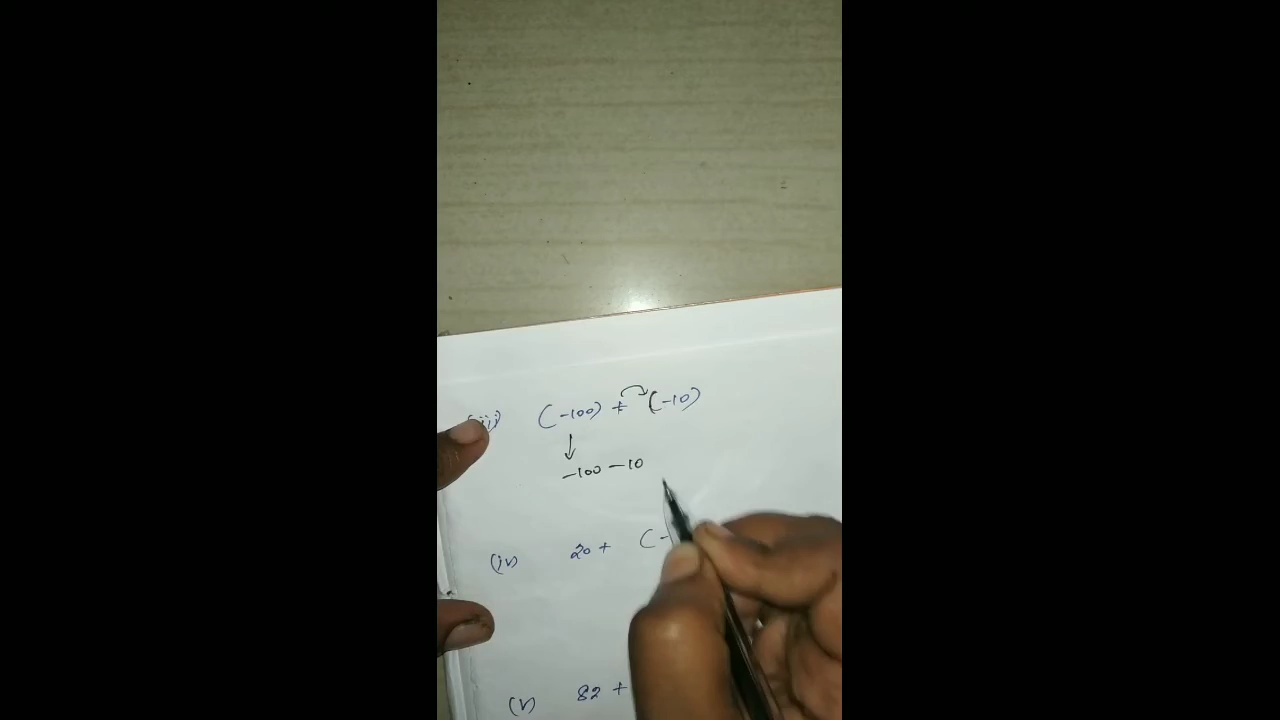 (iii) (-100) + (-10)
-100 -10
(iv) 20 + (-
(v) 82 +